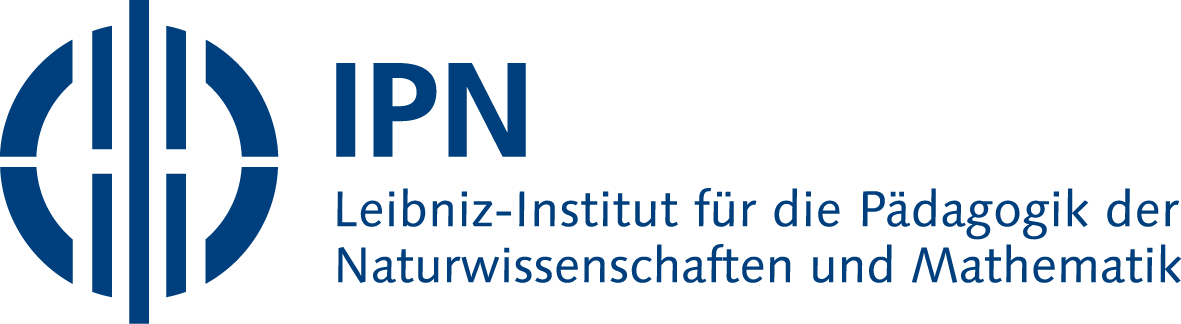 IPN
Leibniz-Institut für die Pädagogik der
Naturwissenschaften und Mathematik